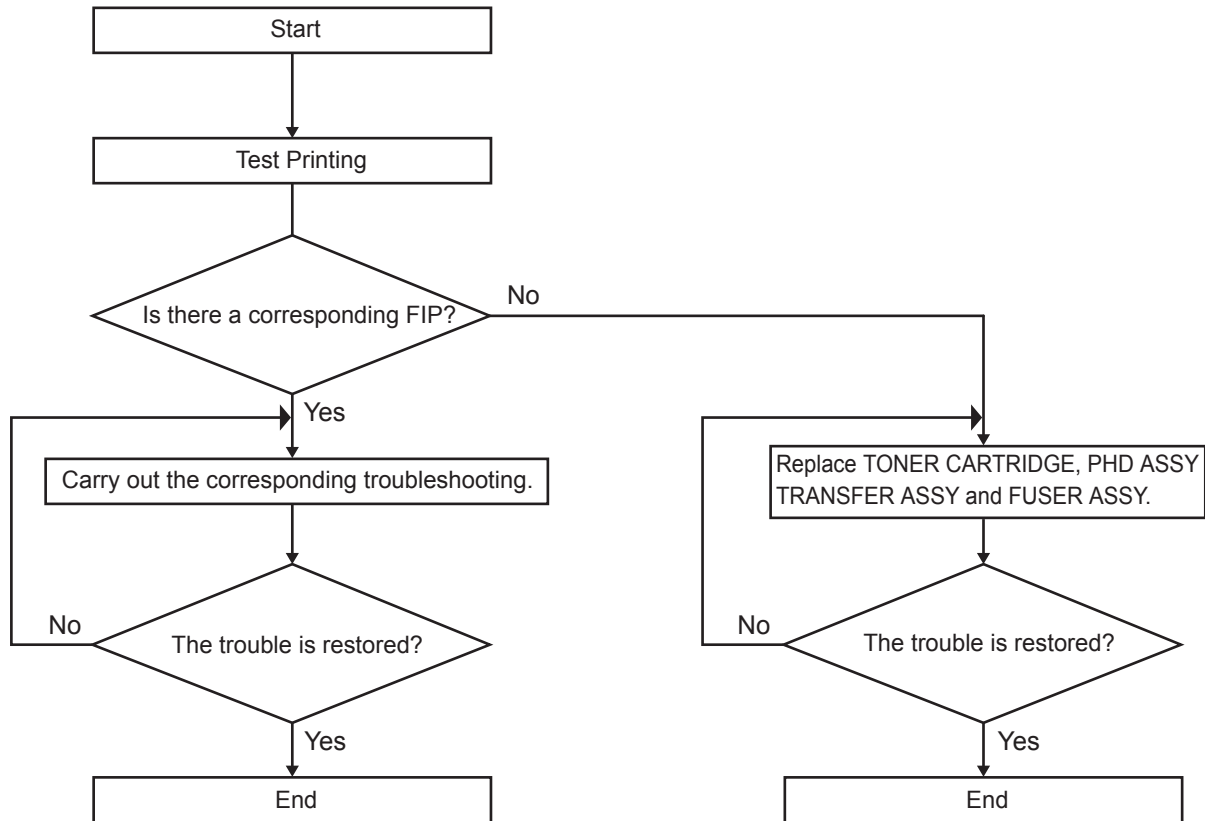 Start
Test Printing
Is there a corresponding FIP?
No
Yes
Carry out the corresponding troubleshooting.
Replace TONER CARTRIDGE, PHD ASSY
TRANSFER ASSY and FUSER ASSY.
No
The trouble is restored?
No
The trouble is restored?
Yes
Yes
End
End